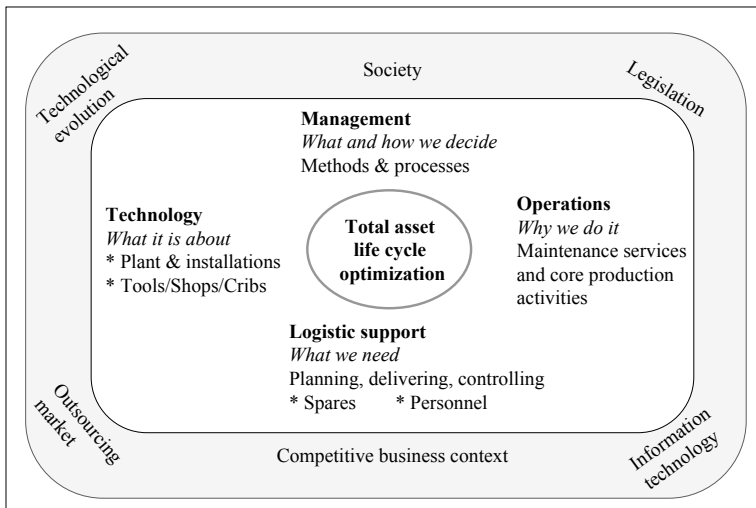 Technological
evolution
Society
Legislation
Management
What and how we decide
Methods & processes
Technology
What it is about
* Plant & installations
* Tools/Shops/Cribs
Total asset
life cycle
optimization
Operations
Why we do it
Maintenance services
and core production
activities
Logistic support
What we need
Planning, delivering, controlling
* Spares * Personnel
Outsourcing
market
Competitive business context
Information
technology